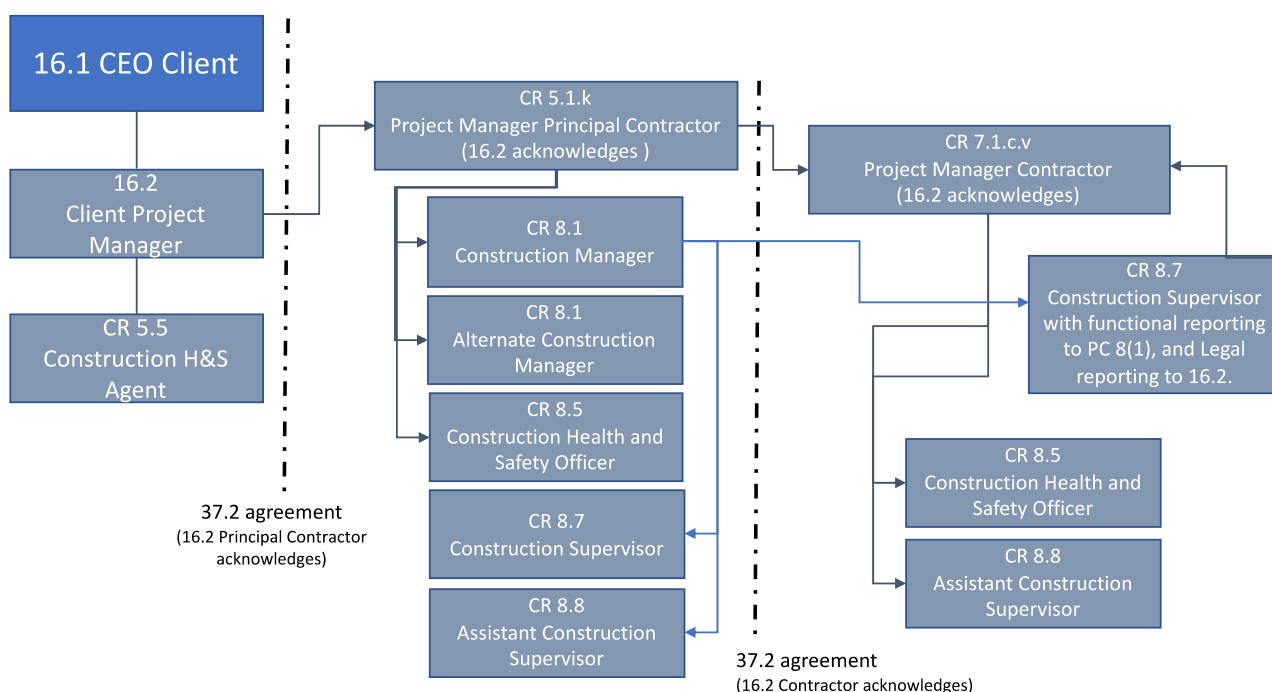 16.1 CEO Client
16.2
Client Project
Manager
CR 5.5
Construction H&S
Agent
37.2 agreement
(16.2 Principal Contractor
acknowledges)
CR 5.1.k
Project Manager Principal Contractor
(16.2 acknowledges )
CR 8.1
Construction Manager
CR 8.1
Alternate Construction
Manager
CR 8.5
Construction Health and
Safety Officer
CR 8.7
Construction Supervisor
CR 8.8
Assistant Construction
Supervisor
37.2 agreement
(16.2 Contractor acknowledges)
CR 7.1.c.v
Project Manager Contractor
(16.2 acknowledges)
CR 8.7
Construction Supervisor
with functional reporting
to PC 8(1), and Legal
reporting to 16.2.
CR 8.5
Construction Health and
Safety Officer
CR 8.8
Assistant Construction
Supervisor